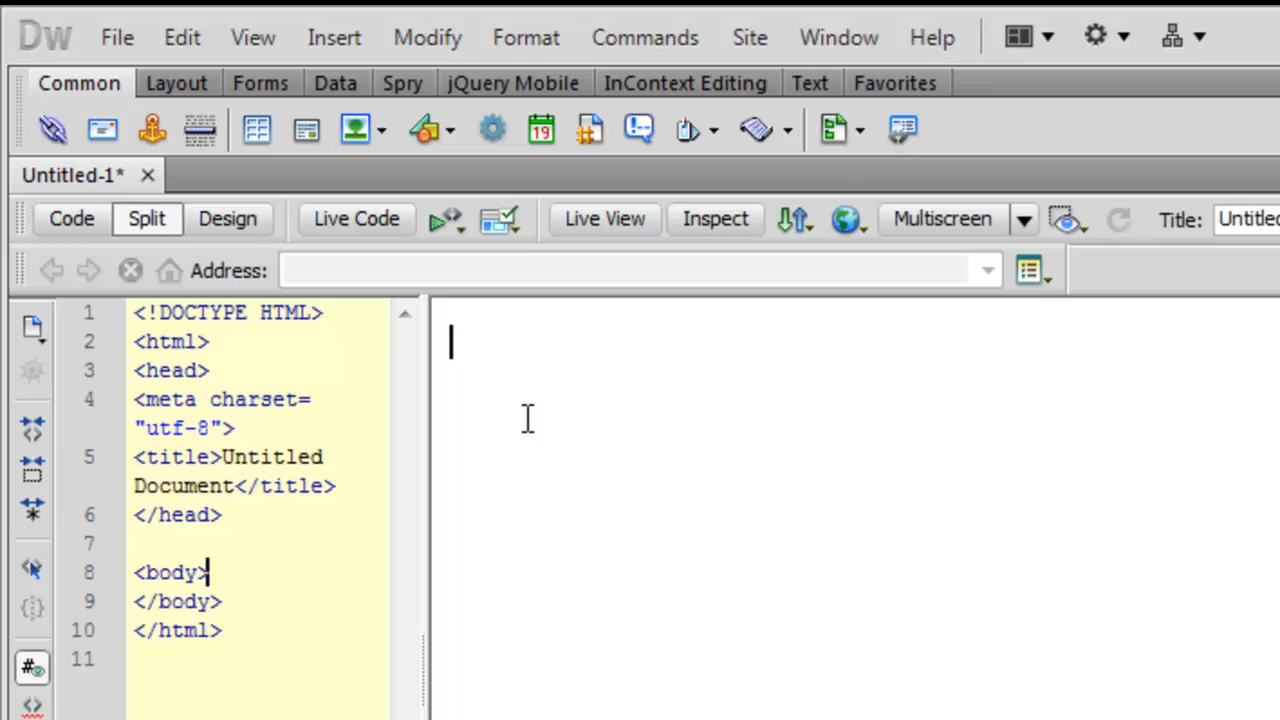 Dw File Edit View Insert Modify Format Commands Site Window Help
Common Layout Forms Data Spry jQuery Mobile InContext Editing Text Favorites
19
Untitled-1*
Code Split Design Live Code Live View Inspect Multiscreen Title: Untitled
Address:
1 <!DOCTYPE HTML>
2 <html>
3 <head>
4 <meta charset=
"utf-8">
5 <title>Untitled
Document</title>
6 </head>
7
8 <body>
9 </body>
10 </html>
11